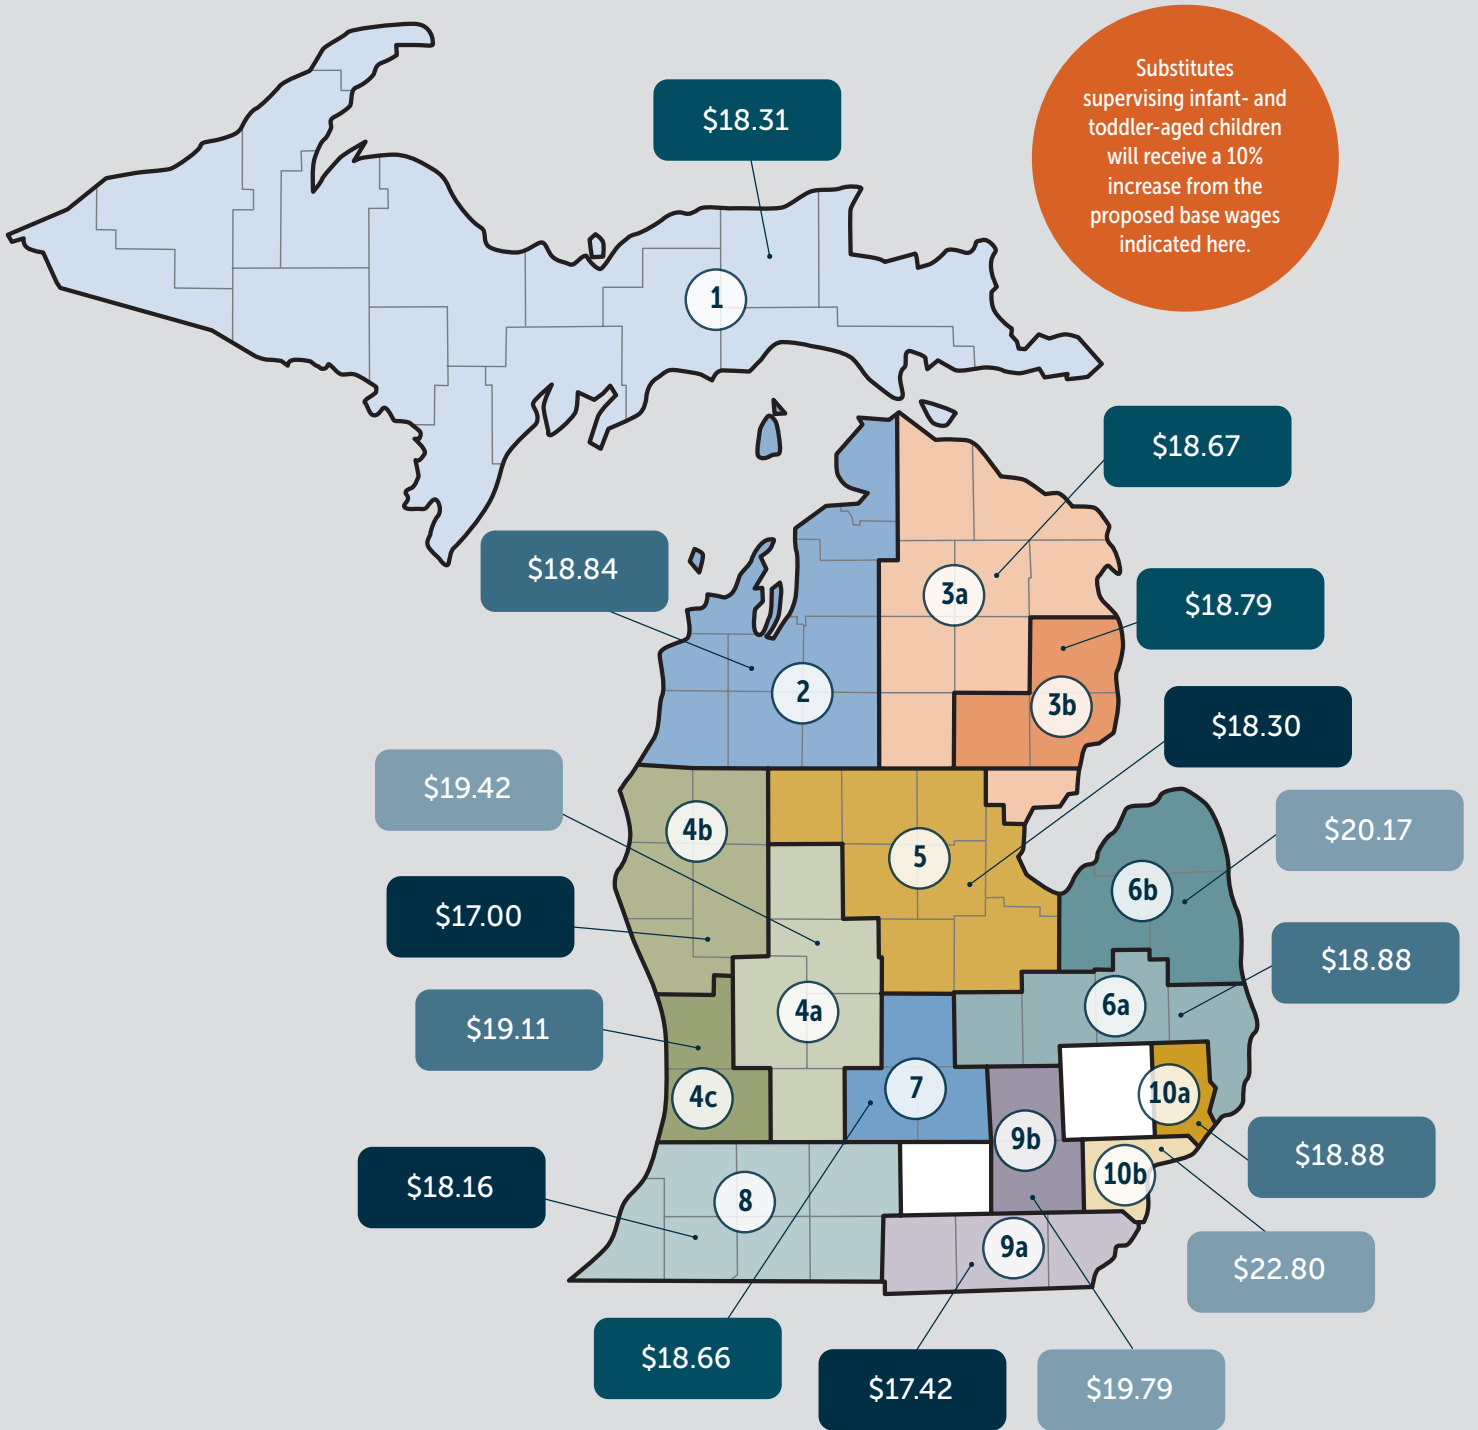 Substitutes
supervising infant- and
toddler-aged children
will receive a 10%
increase from the
proposed base wages
indicated here.
$18.31
1
$18.67
$18.84
3a
$18.79
2
3b
$18.30
$19.42
4b
5
$20.17
6b
$17.00
$18.88
4a
6a
$19.11
7
10a
4c
9b
$18.88
10b
$18.16
8
9a
$22.80
$18.66
$17.42
$19.79